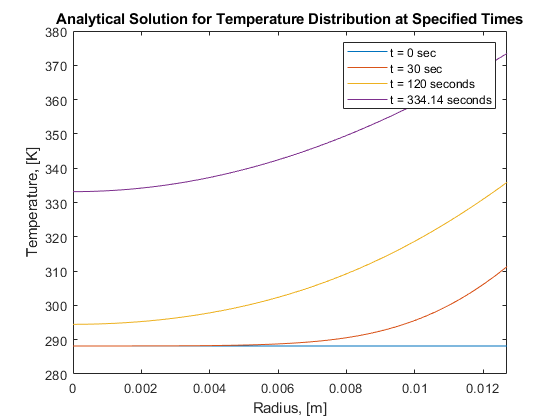 Analytical Solution for Temperature Distribution at Specified Times
380
370
360
350
340
330
320
310
300
290
280
Temperature, [K]
t = 0 sec
t = 30 sec
t = 120 seconds
t = 334.14 seconds
0 0.002 0.004 0.006 0.008 0.01 0.012
Radius, [m]